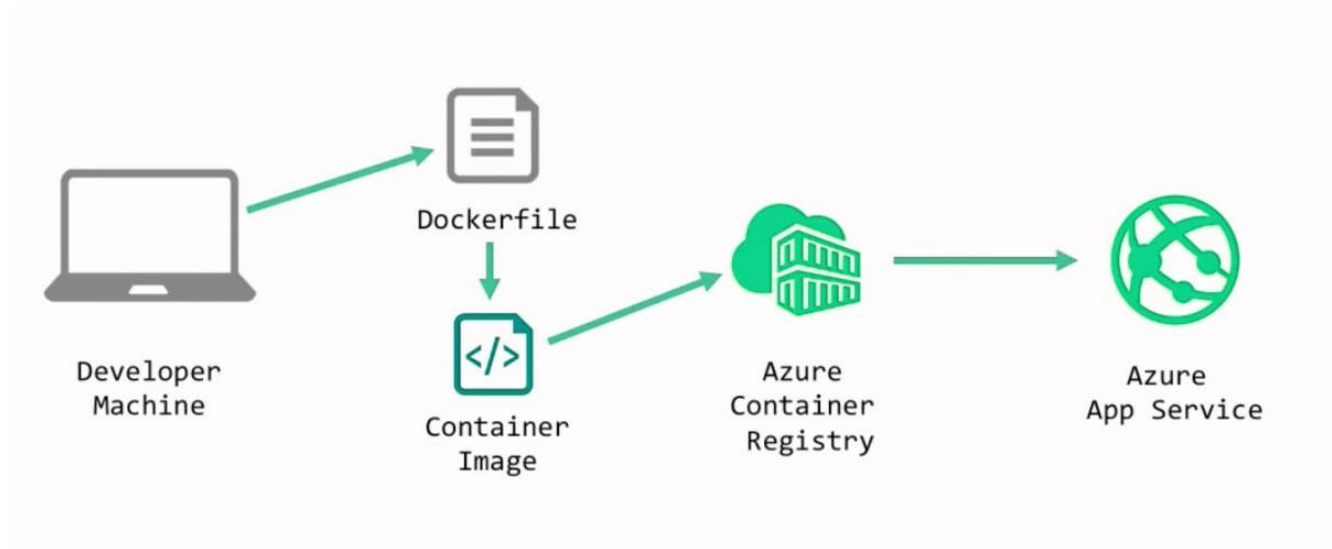 Dockerfile
Developer
Machine
</>
Container
Image
Azure
Container
Registry
Azure
App Service